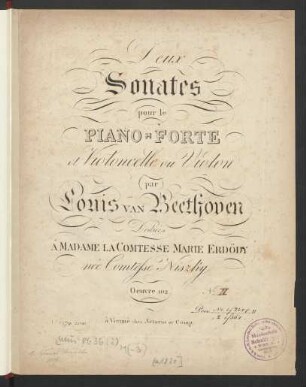 Deux
Sonates
pour le
PIANO=FORTE
et Violoncelle ou Violon
par
Louis van Beethoven
Dediées
A MADAME LA COMTESSE MARIE ERDÖDY
née Comtesse Niszky
Oeuvre 102
No. II
à Vienne chez Artaria et Comp.